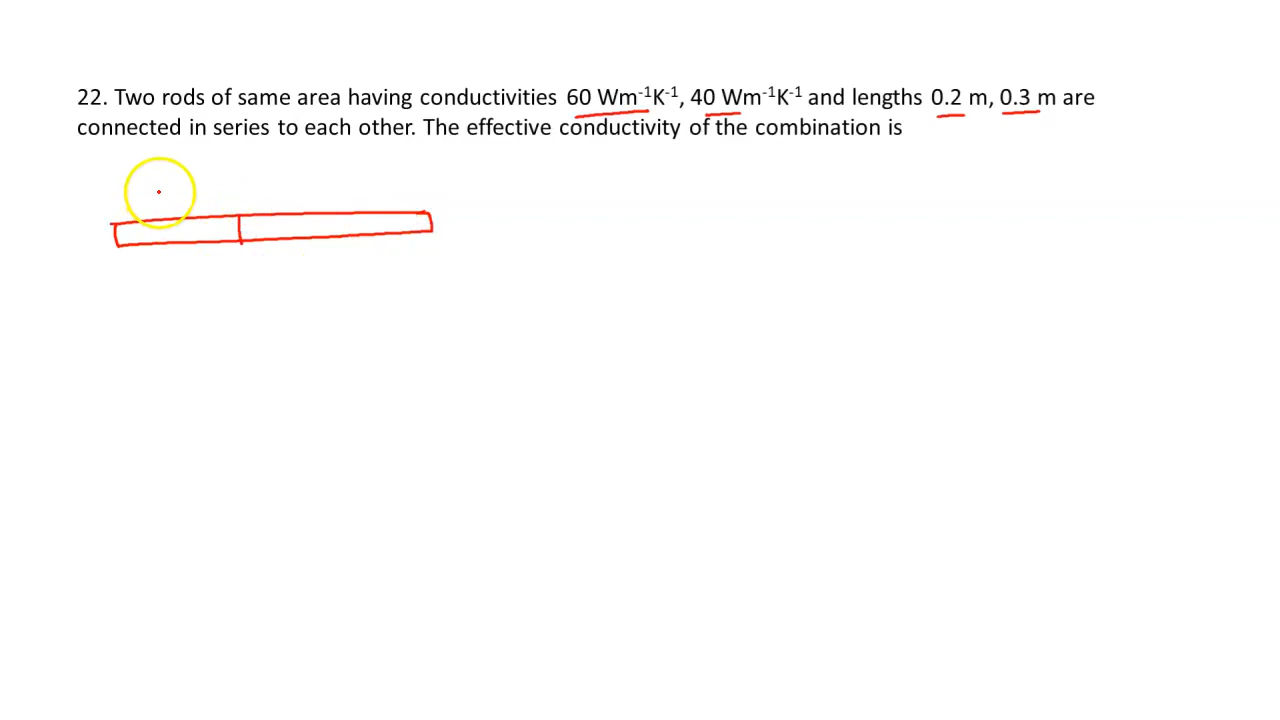 22. Two rods of same area having conductivities 60 Wm⁻¹K⁻¹, 40 Wm⁻¹K⁻¹ and lengths 0.2 m, 0.3 m are
connected in series to each other. The effective conductivity of the combination is